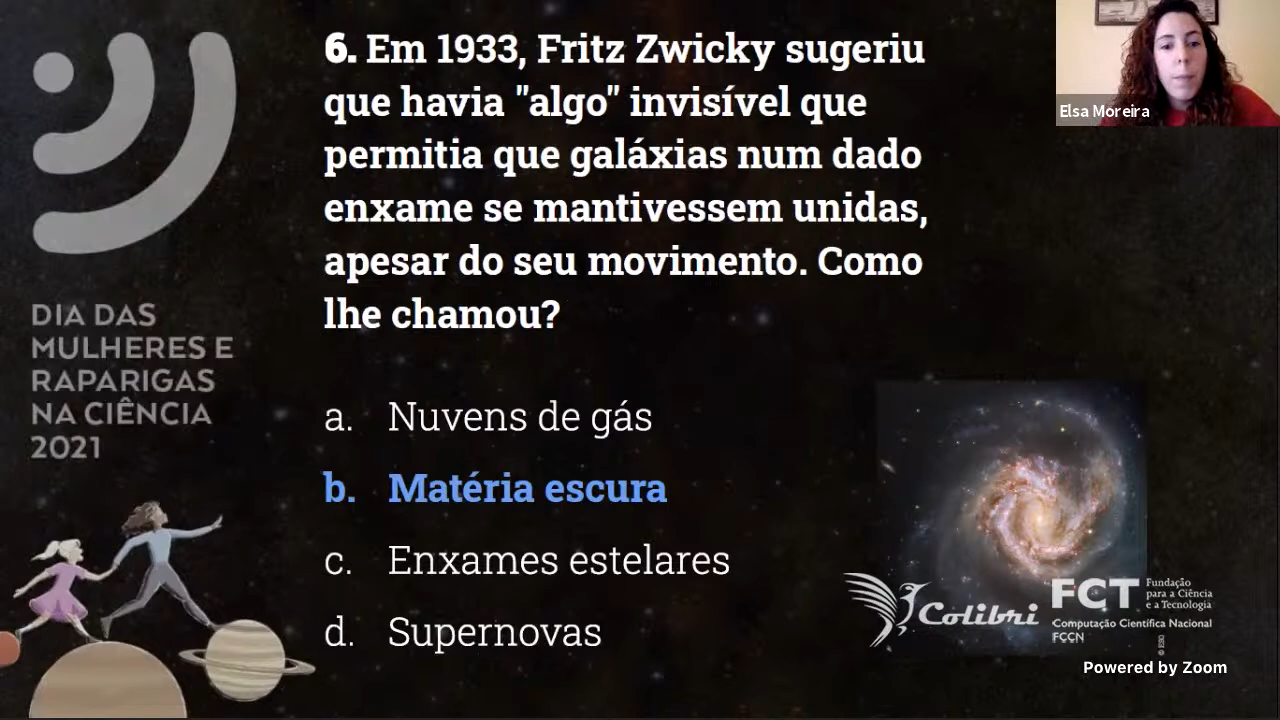 6. Em 1933, Fritz Zwicky sugeriu
que havia "algo" invisível que
permitia que galáxias num dado
enxame se mantivessem unidas,
apesar do seu movimento. Como
lhe chamou?
a. Nuvens de gás
b. Matéria escura
c. Enxames estelares
d. Supernovas
DIA DAS
MULHERES E
RAPARIGAS
NA CIÊNCIA
2021
Elsa Moreira
Colibri
FCT Fundação
para a Ciência
e a Tecnologia
Computação Científica Nacional
FCCN
© ESO
Powered by Zoom